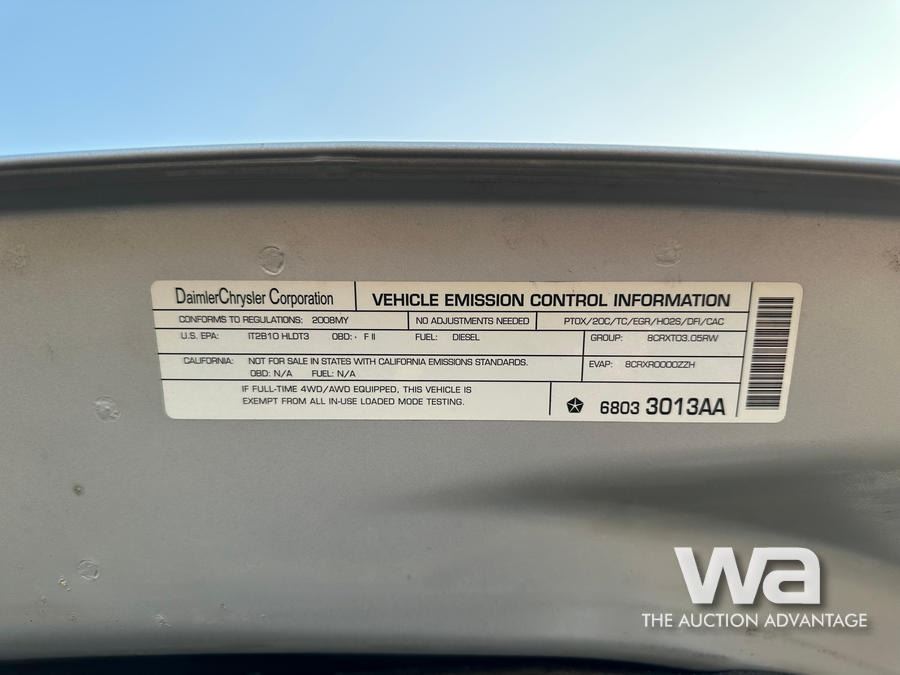 DaimlerChrysler Corporation
VEHICLE EMISSION CONTROL INFORMATION
CONFORMS TO REGULATIONS: 2008MY
NO ADJUSTMENTS NEEDED
PTOX/2OC/TC/EGR/HO2S/DFI/CAC
U.S. EPA: IT2B10 HLDT3 OBD: F II FUEL: DIESEL
GROUP: 8CRXT03.05RW
CALIFORNIA: NOT FOR SALE IN STATES WITH CALIFORNIA EMISSIONS STANDARDS.
OBD: N/A FUEL: N/A
EVAP: 8CRXR0000ZZH
IF FULL-TIME 4WD/AWD EQUIPPED, THIS VEHICLE IS
EXEMPT FROM ALL IN-USE LOADED MODE TESTING.
6803 3013AA
wa
THE AUCTION ADVANTAGE